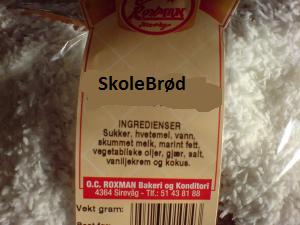 ROXMAN
SkoleBrød
INGREDIENSER
Sukker, hvetemel, vann,
skummet melk, marint fett,
vegetabilske oljer, gjær, salt,
vaniljekrem og kokus.
O.C. ROXMAN Bakeri og Konditori
4364 Sirevåg - Tlf.: 51 43 81 88
Vekt gram: